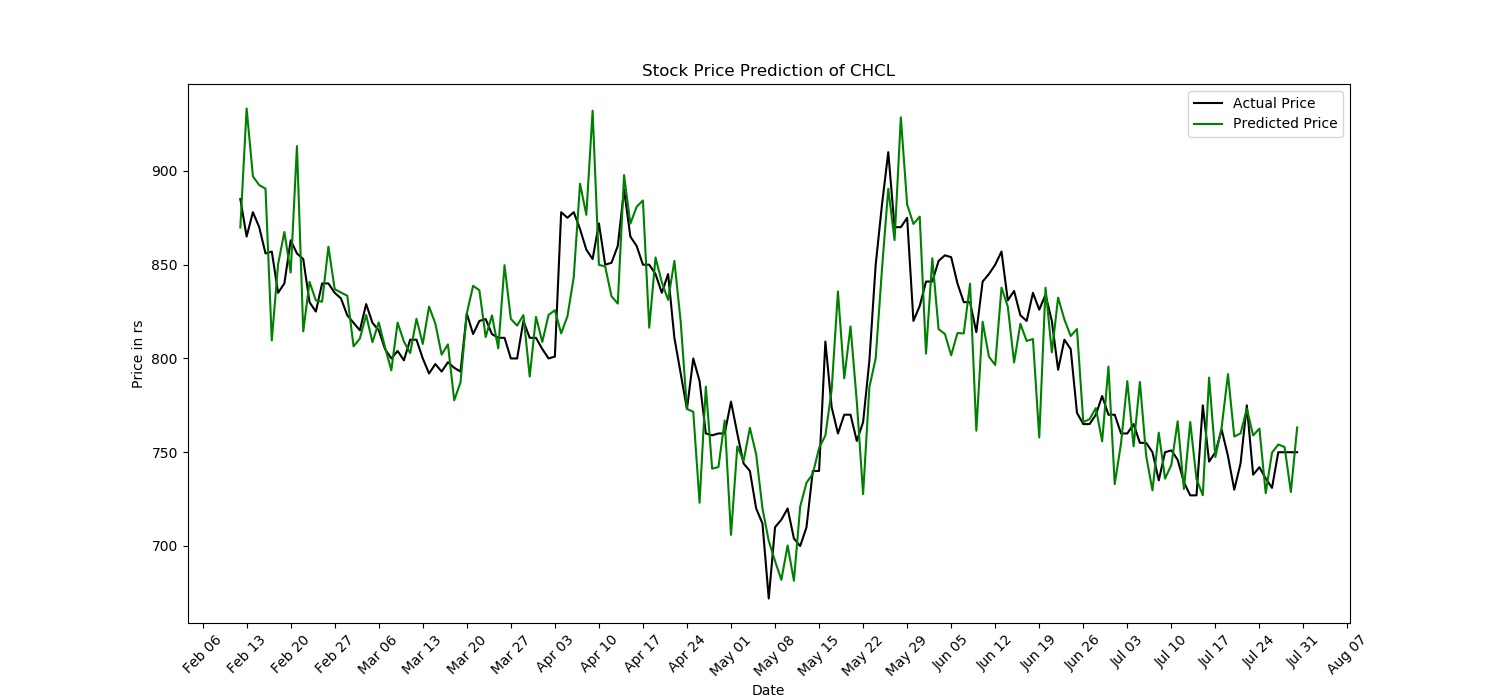 Stock Price Prediction of CHCL
Actual Price
Predicted Price
Price in rs
900
850
800
750
700
Feb 06
Feb 13
Feb 20
Feb 27
Mar 06
Mar 13
Mar 20
Mar 27
Apr 03
Apr 10
Apr 17
Apr 24
May 01
May 08
May 15
May 22
May 29
Jun 05
Jun 12
Jun 19
Jun 26
Jul 03
Jul 10
Jul 17
Jul 24
Jul 31
Aug 07
Date